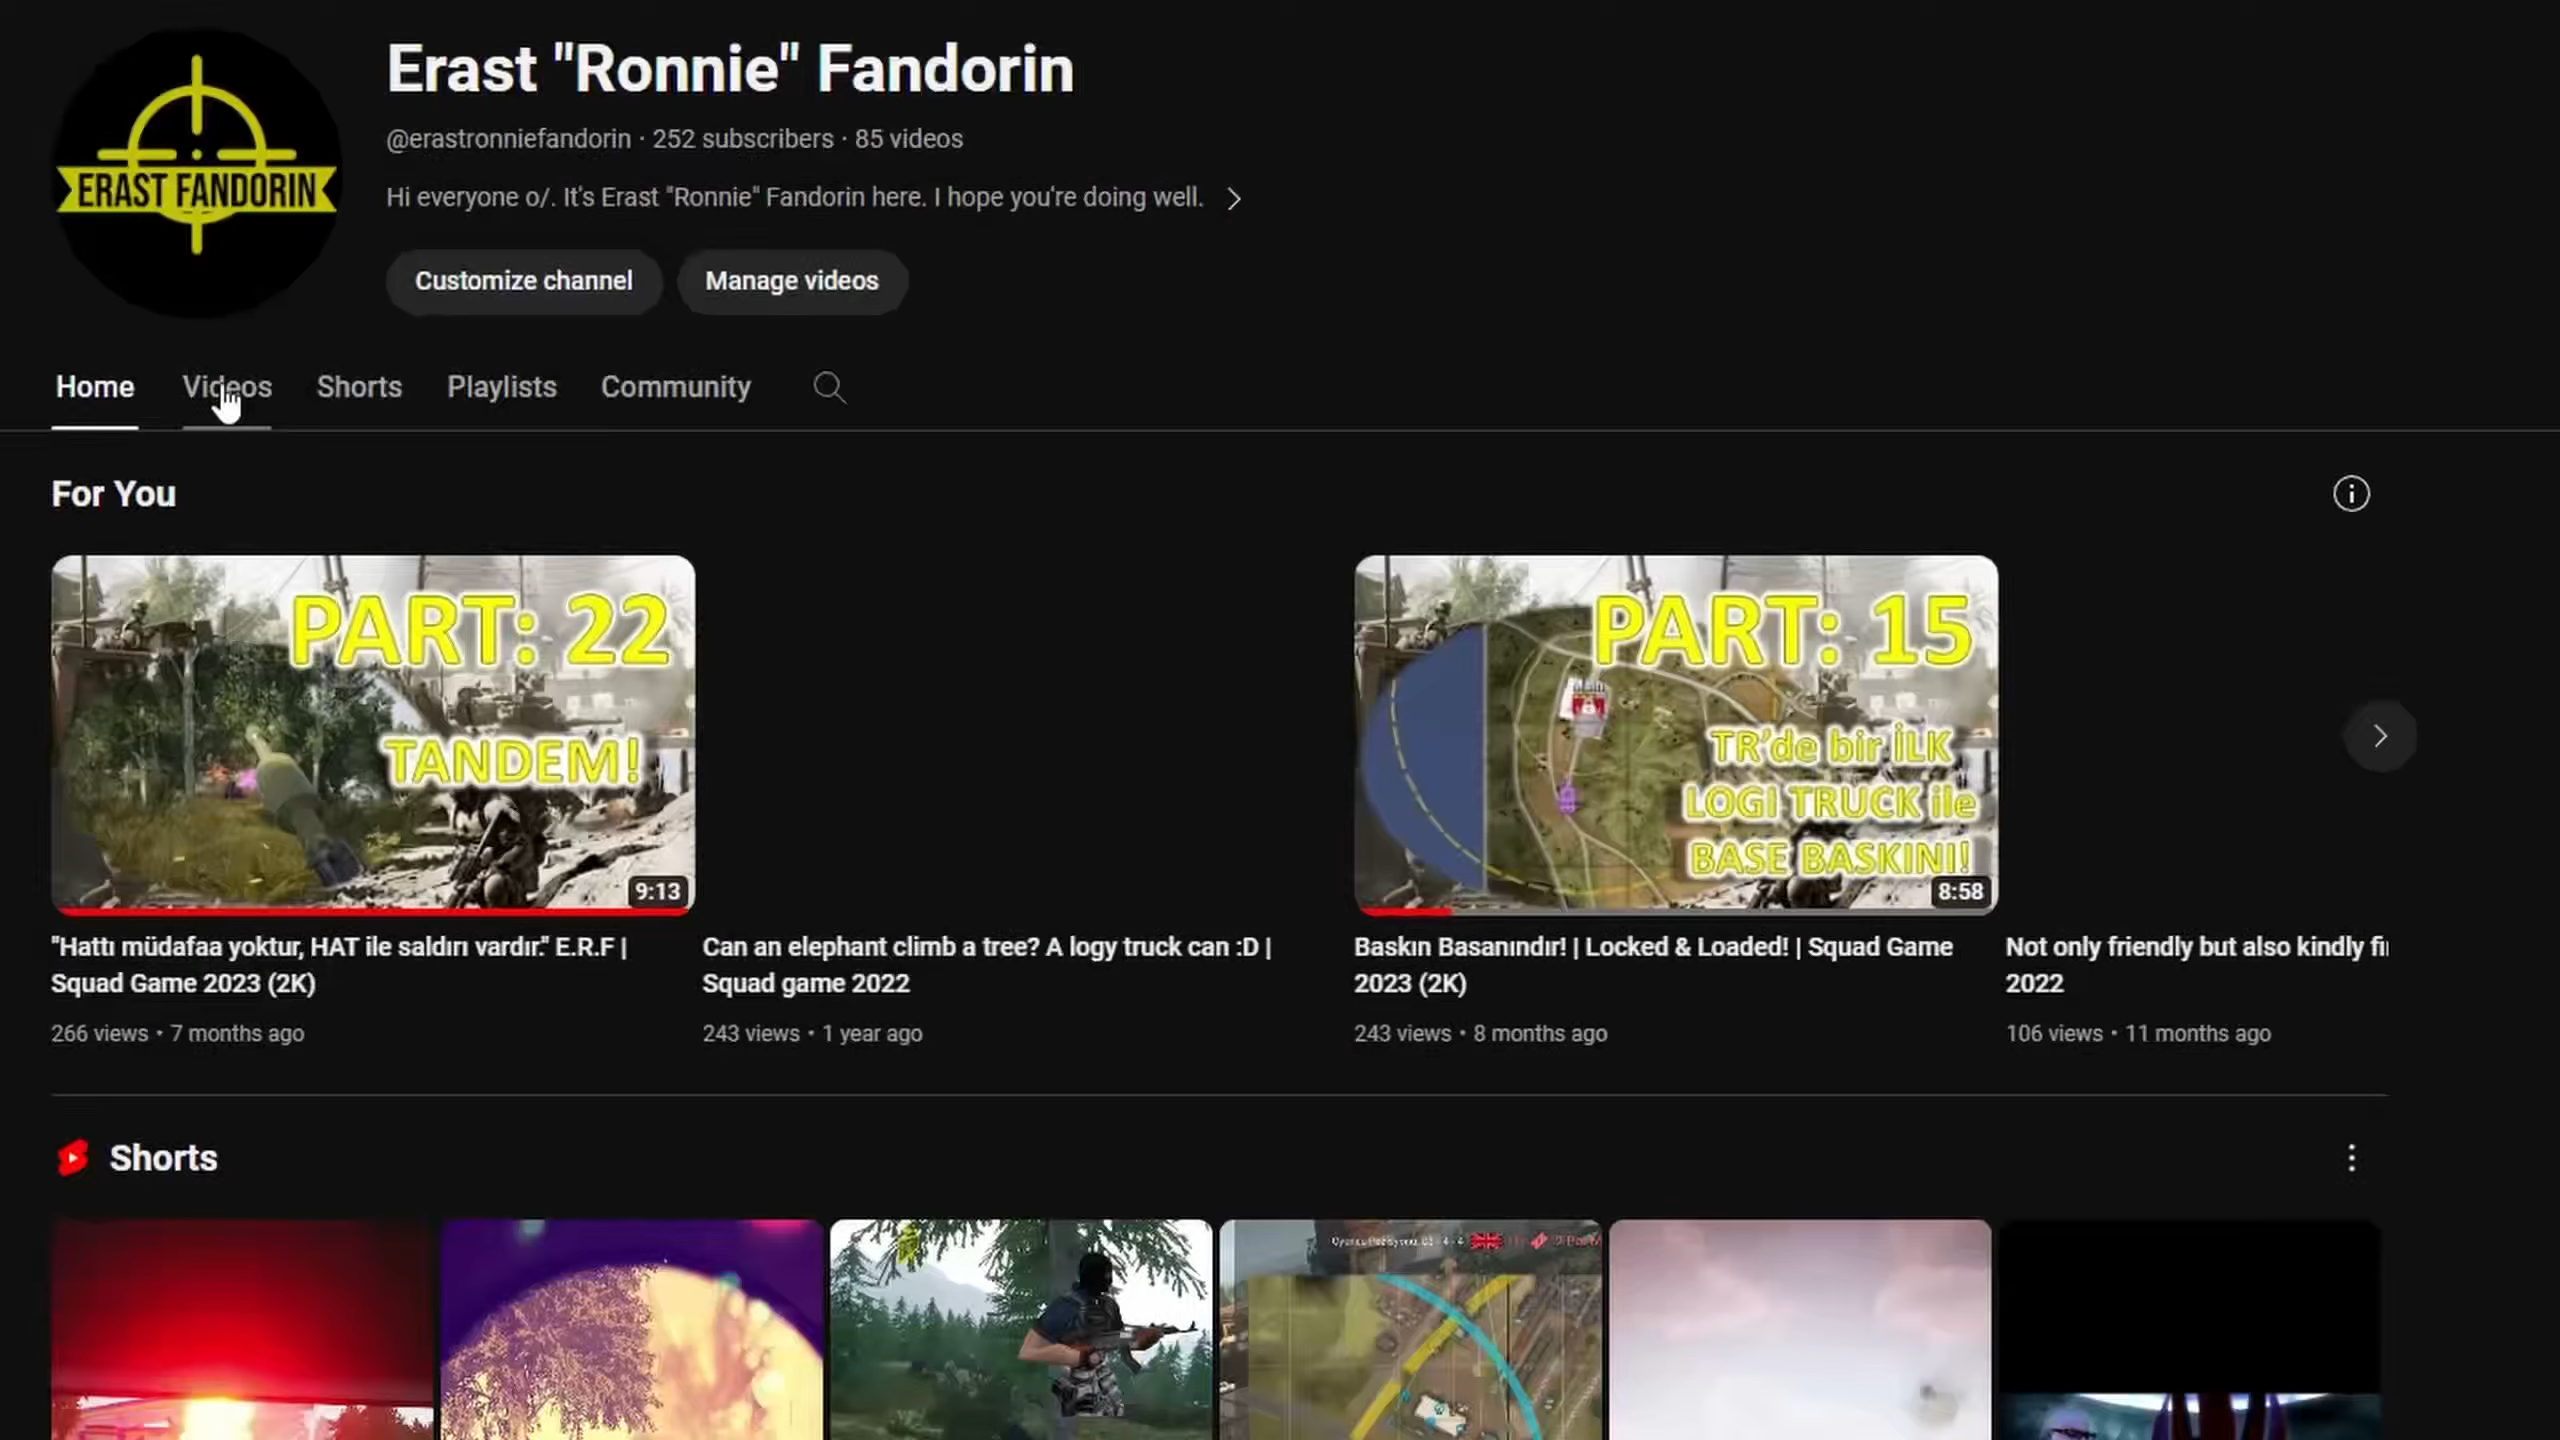 ERAST FANDORIN
Erast "Ronnie" Fandorin
@erastronniefandorin · 252 subscribers · 85 videos
Hi everyone o/. It's Erast "Ronnie" Fandorin here. I hope you're doing well.
Customize channel
Manage videos
Home
Videos
Shorts
Playlists
Community
For You
PART: 22
TANDEM!
9:13
"Hattı müdafaa yoktur, HAT ile saldırı vardır." E.R.F |
Squad Game 2023 (2K)
266 views • 7 months ago
Can an elephant climb a tree? A logy truck can :D |
Squad game 2022
243 views • 1 year ago
PART: 15
Main
TR'de bir İLK
LOGİ TRUCK ile
BASE BASKINI!
8:58
Baskın Basanındır! | Locked & Loaded! | Squad Game
2023 (2K)
243 views • 8 months ago
Not only friendly but also kindly
2022
106 views • 11 months ago
Shorts